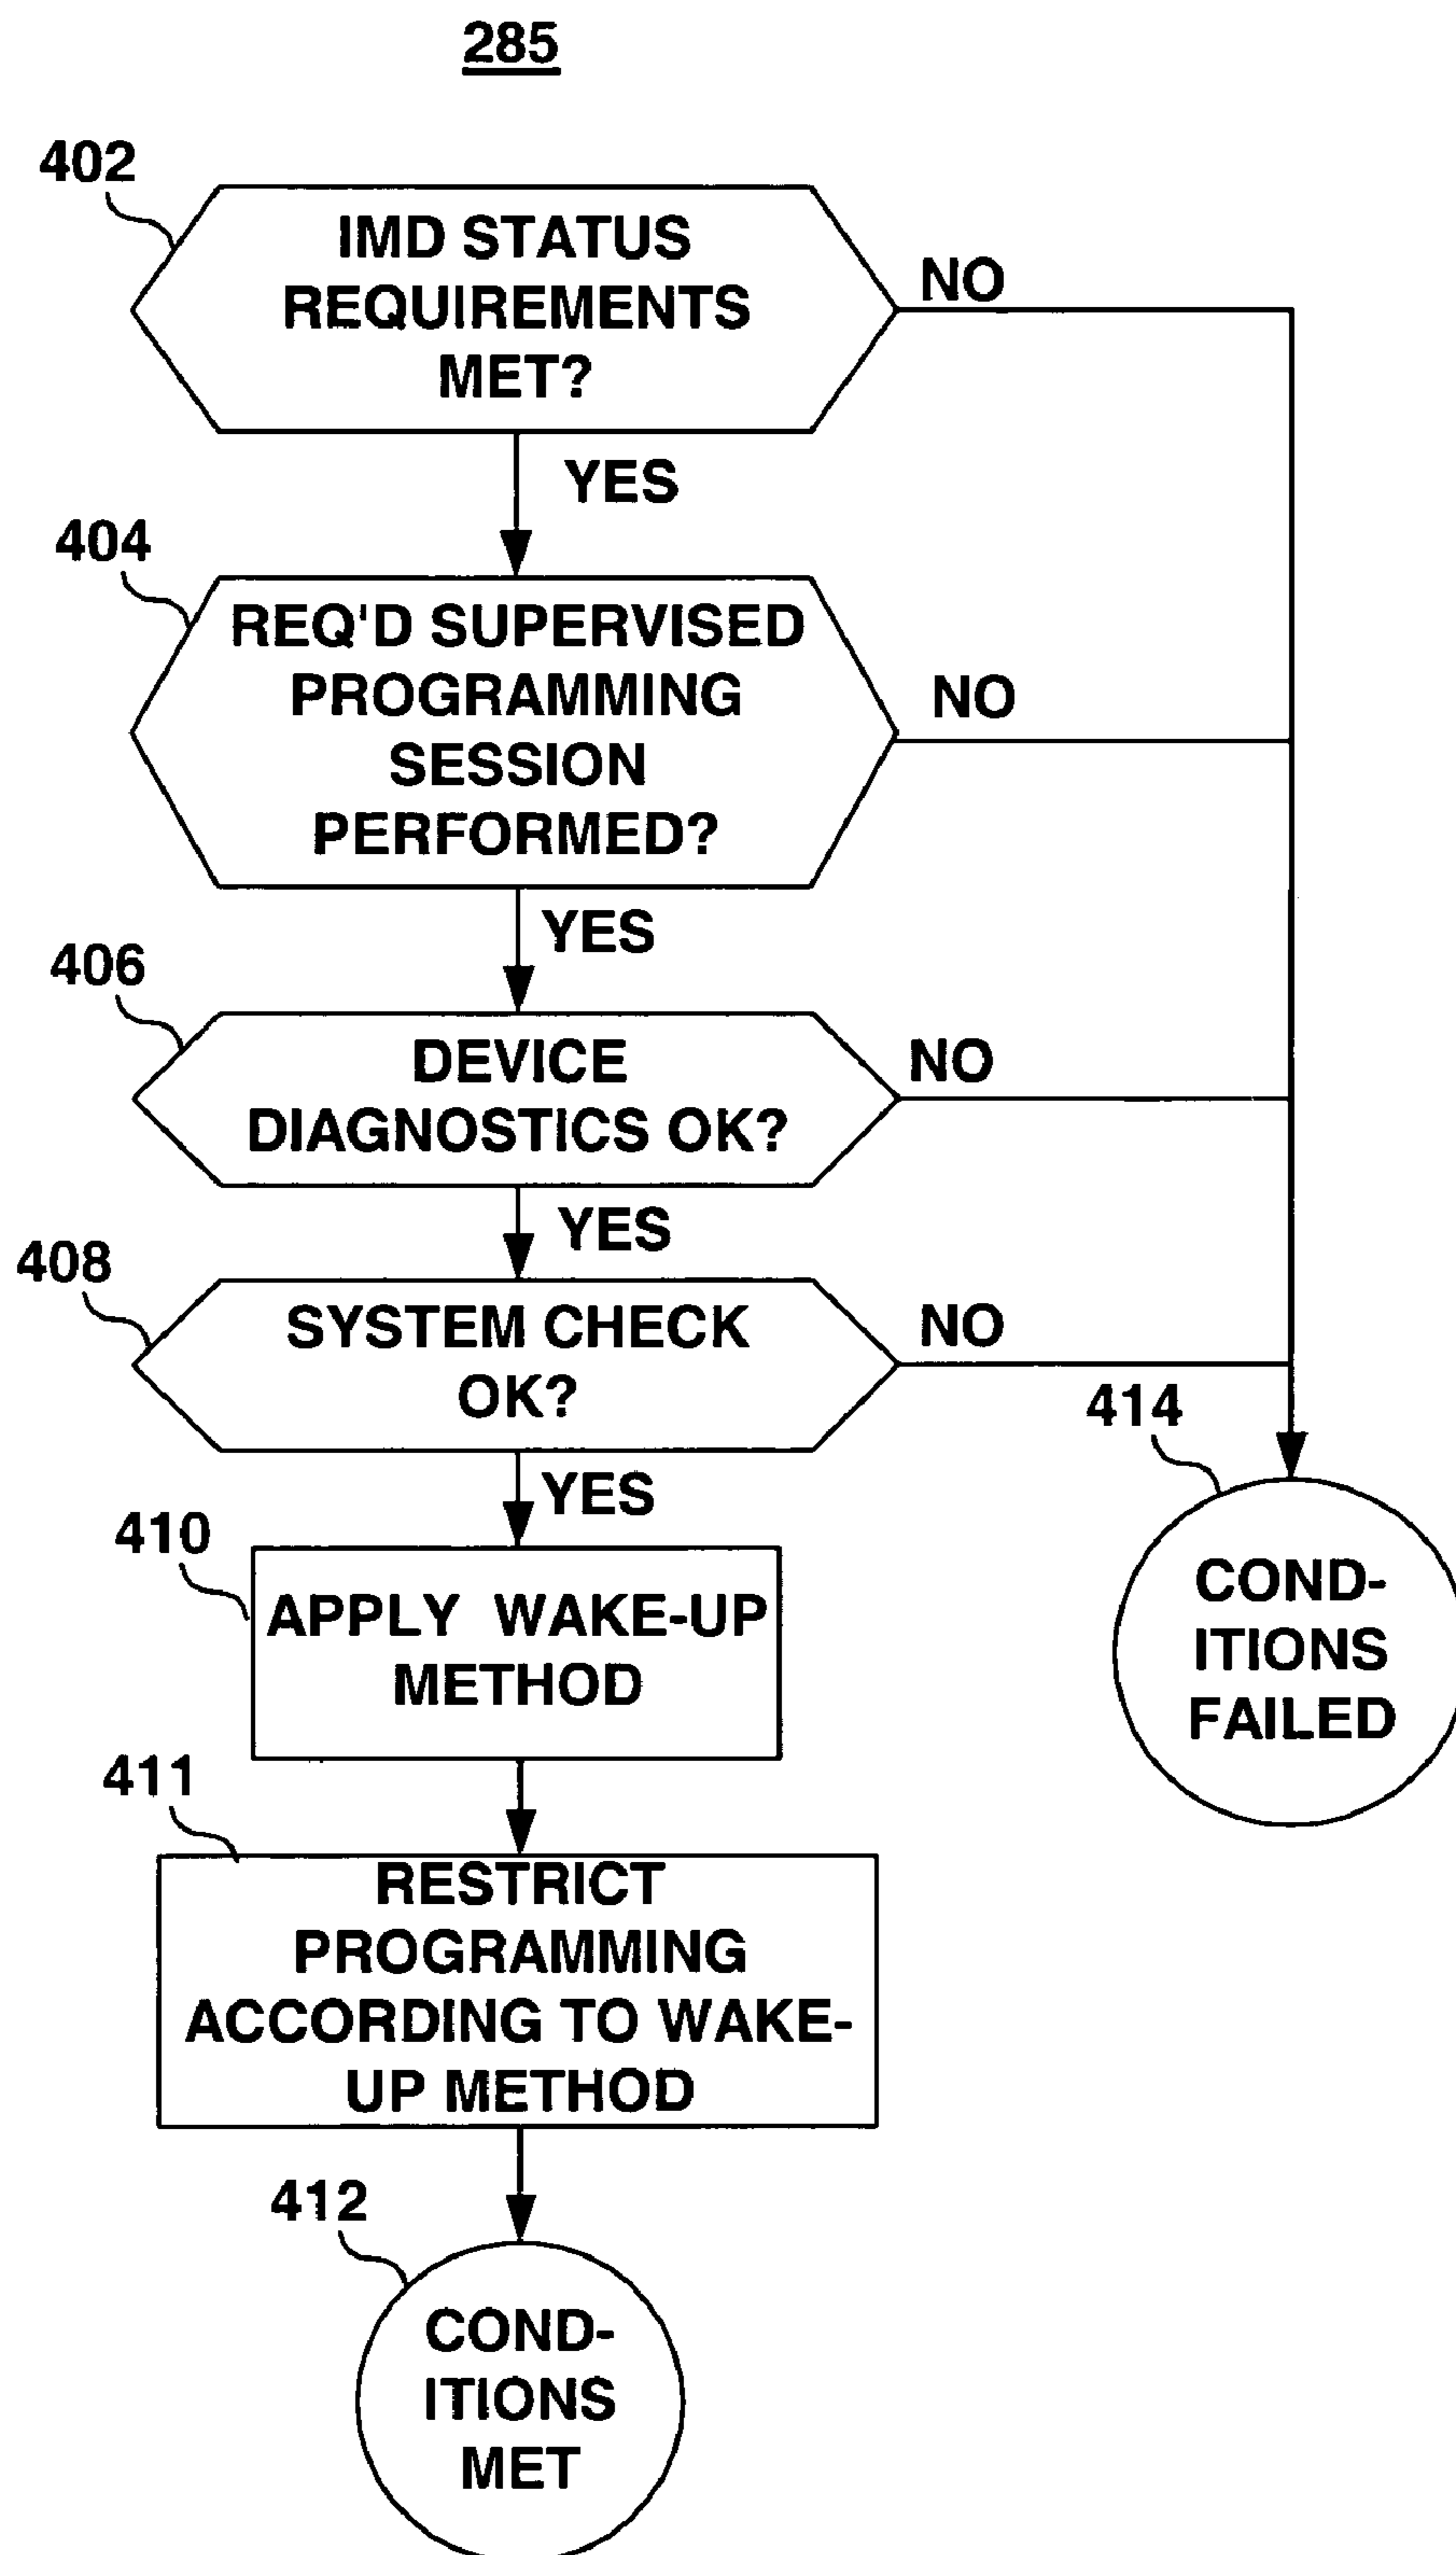 285
402
IMD STATUS
REQUIREMENTS
MET?
NO
YES
404
REQ'D SUPERVISED
PROGRAMMING
SESSION
PERFORMED?
NO
YES
406
DEVICE
DIAGNOSTICS OK?
NO
YES
408
SYSTEM CHECK
OK?
NO
YES
414
COND-
ITIONS
FAILED
410
APPLY WAKE-UP
METHOD
411
RESTRICT
PROGRAMMING
ACCORDING TO WAKE-
UP METHOD
412
COND-
ITIONS
MET